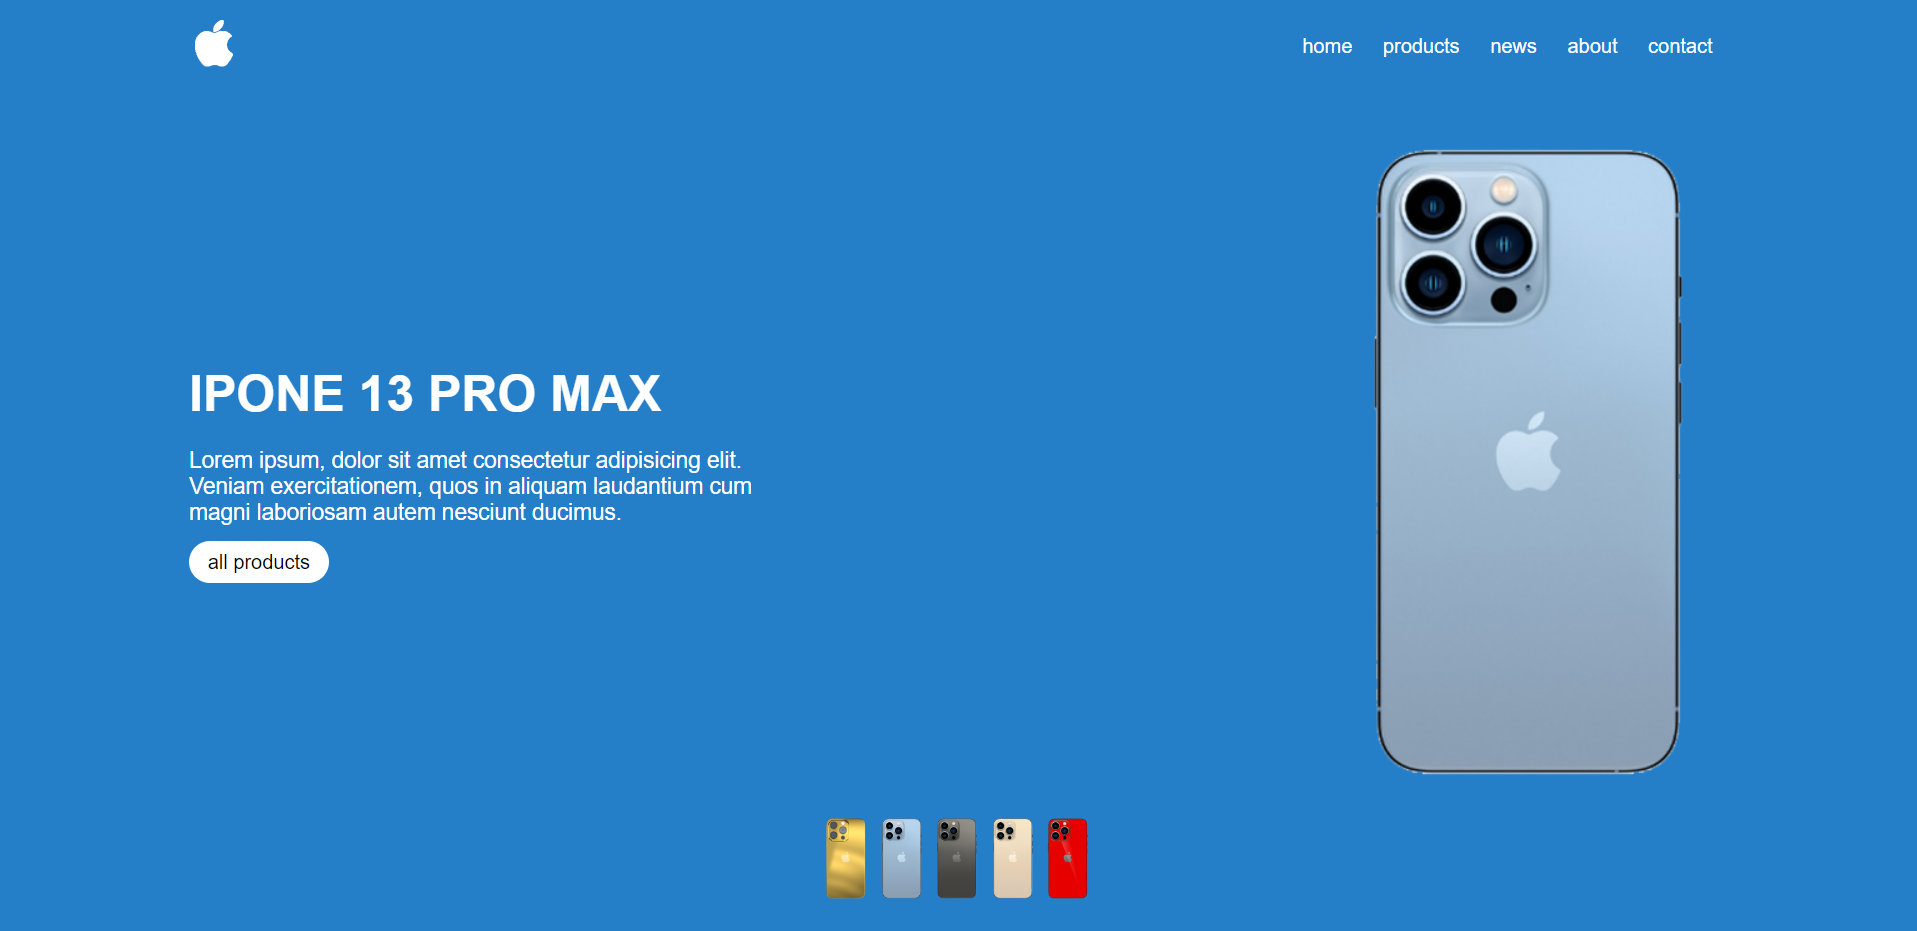 home products news about contact
IPONE 13 PRO MAX
Lorem ipsum, dolor sit amet consectetur adipisicing elit.
Veniam exercitationem, quos in aliquam laudantium cum
magni laboriosam autem nesciunt ducimus.
all products